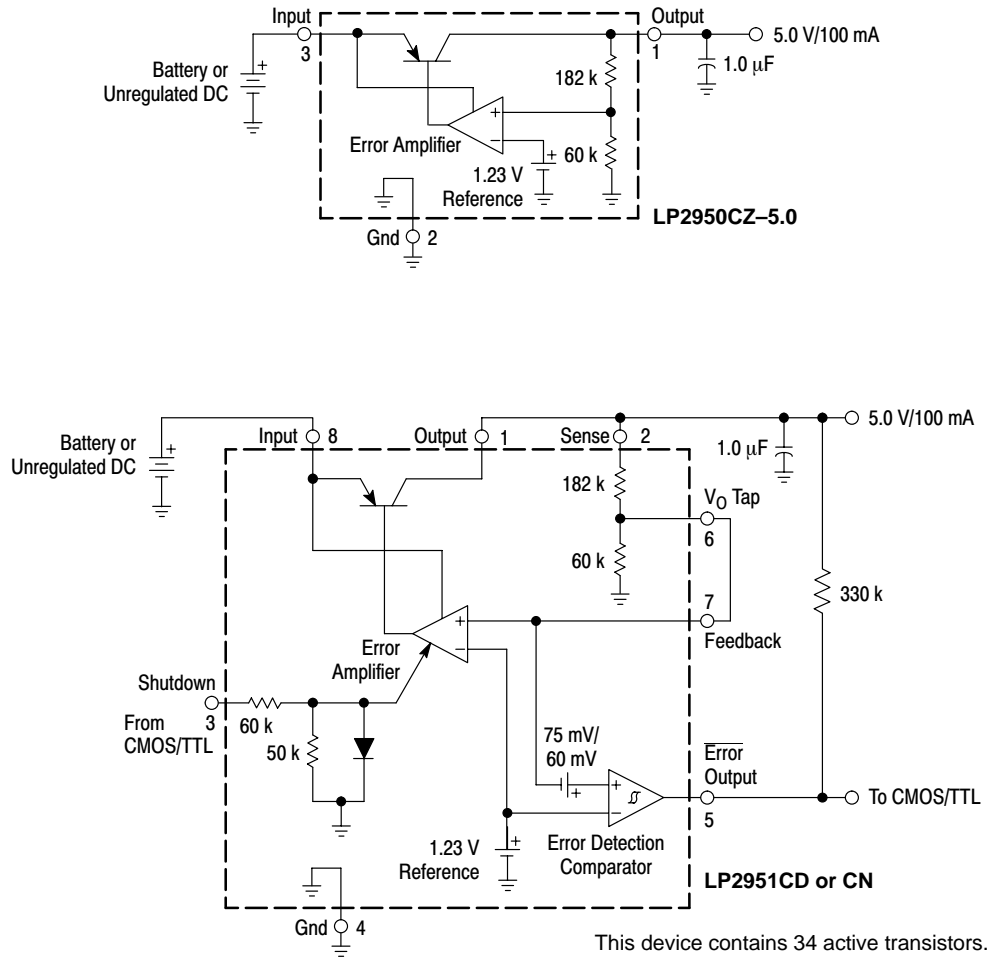 Input
3
Output
1
5.0 V/100 mA
1.0 μF
Battery or
Unregulated DC
182 k
+
+
−
Error Amplifier
+
60 k
1.23 V
Reference
LP2950CZ–5.0
Gnd
2
5.0 V/100 mA
Input
8
Output
1
Sense
2
Battery or
Unregulated DC
+
1.0 μF
182 k
VO Tap
6
60 k
330 k
7
Feedback
+
−
Error
Amplifier
Shutdown
3
From
CMOS/TTL
60 k
50 k
75 mV/
60 mV
+
+
−
Error
Output
5
To CMOS/TTL
+
1.23 V
Reference
Error Detection
Comparator
LP2951CD or CN
Gnd
4
This device contains 34 active transistors.